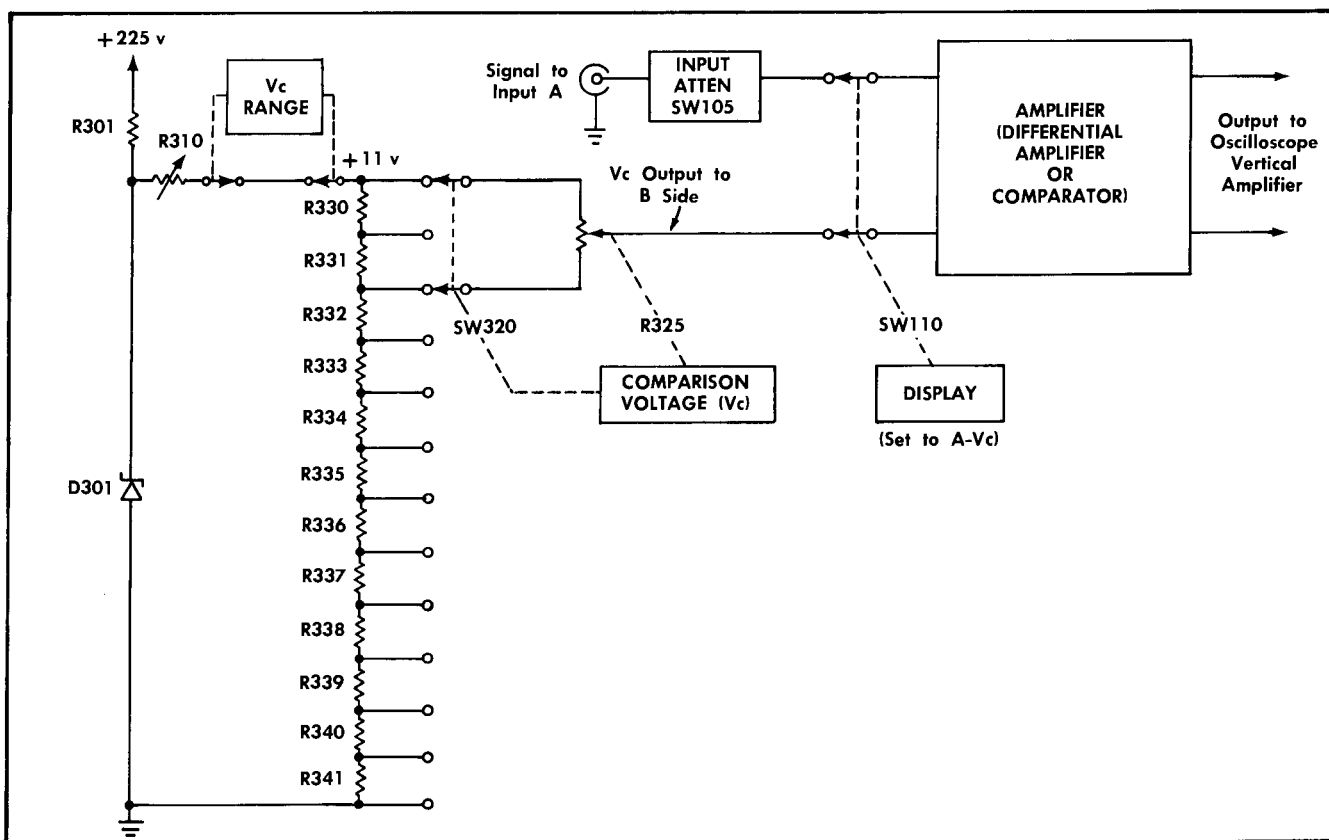 +225 v
R301
R310
Vc
RANGE
+11 v
Signal to
Input A
INPUT
ATTEN
SW105
AMPLIFIER
(DIFFERENTIAL
AMPLIFIER
OR
COMPARATOR)
Output to
Oscilloscope
Vertical
Amplifier
Vc Output to
B Side
R330
R331
R332
R333
R334
R335
R336
R337
R338
R339
R340
R341
D301
SW320
R325
SW110
COMPARISON
VOLTAGE (Vc)
DISPLAY
(Set to A-Vc)